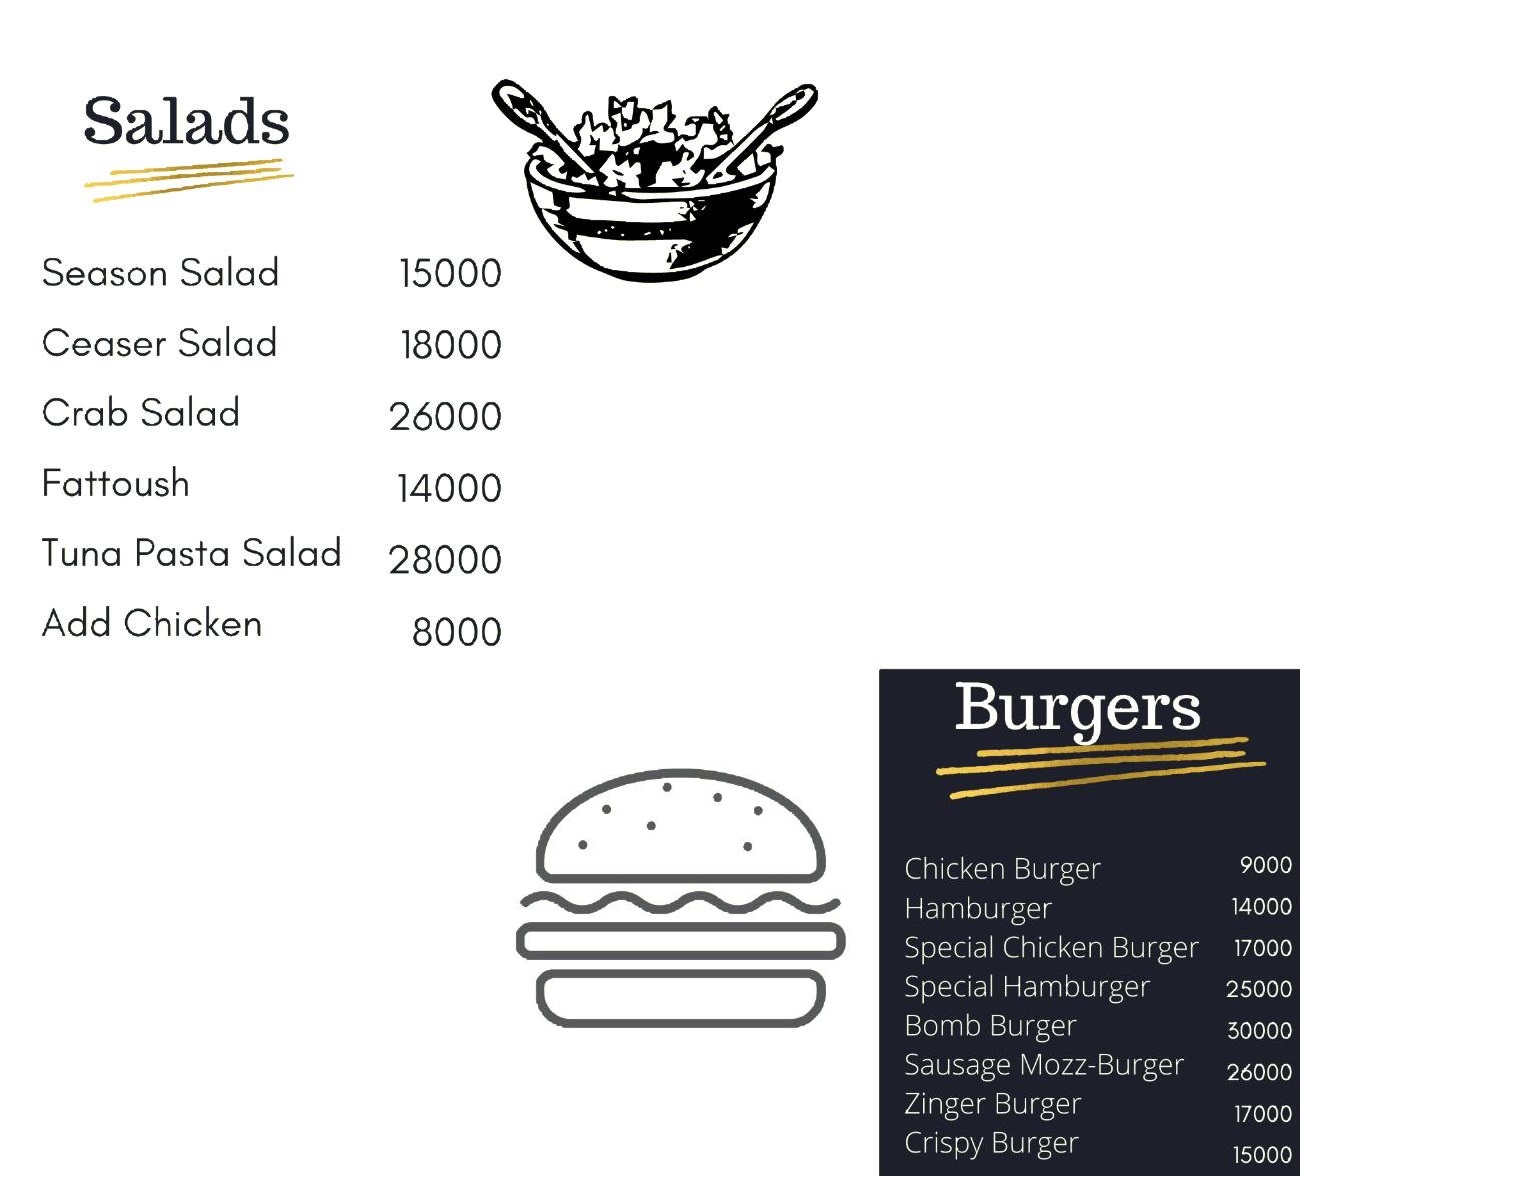 Salads
Season Salad 15000
Ceaser Salad 18000
Crab Salad 26000
Fattoush 14000
Tuna Pasta Salad 28000
Add Chicken 8000
Burgers
Chicken Burger 9000
Hamburger 14000
Special Chicken Burger 17000
Special Hamburger 25000
Bomb Burger 30000
Sausage Mozz-Burger 26000
Zinger Burger 17000
Crispy Burger 15000